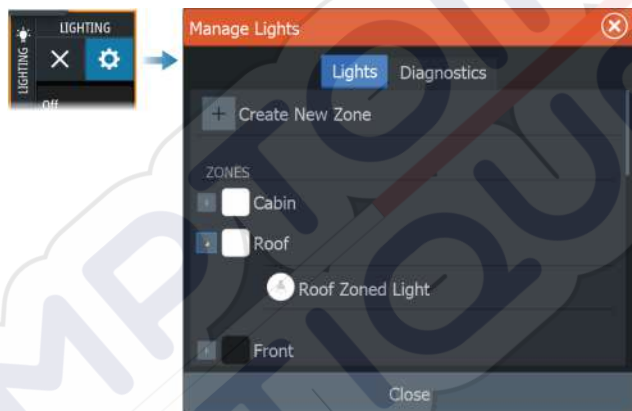 LIGHTING
LIGHTING
Off
Manage Lights
Lights Diagnostics
Create New Zone
ZONES
Cabin
Roof
Roof Zoned Light
Front
Close